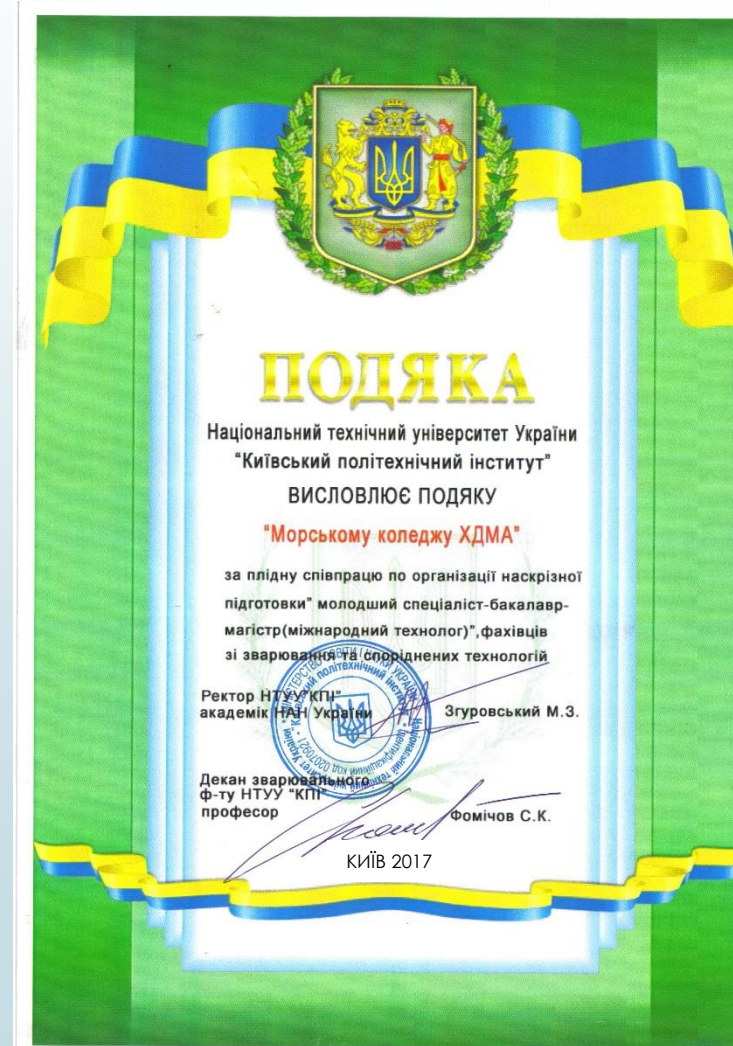 ПОДЯКА
Національний технічний університет України
"Київський політехнічний інститут"
ВИСЛОВЛЮЄ ПОДЯКУ
"Морському коледжу ХДМА"
за плідну співпрацю по організації наскрізної
підготовки" молодший спеціаліст-бакалавр-
магістр(міжнародний технолог)",фахівців
зі зварювання та споріднених технологій
Ректор НТУУ"КПІ"
академік НАН України
Згуровський М.З.
Декан зварювального
ф-ту НТУУ "КПІ"
професор
Фомічов С.К.
КИЇВ 2017